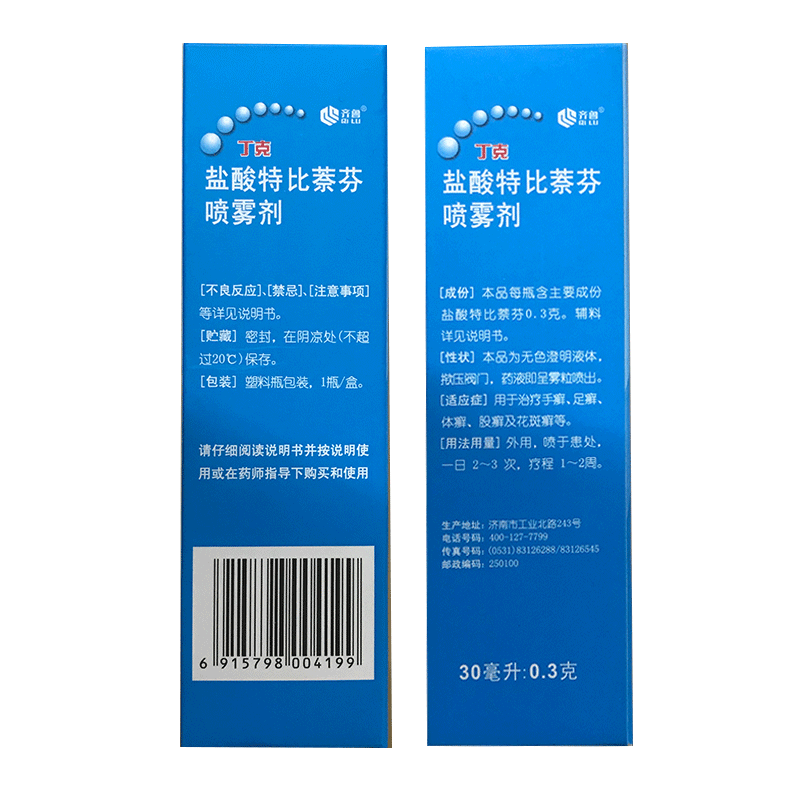 齐鲁®
QILU
丁克
盐酸特比萘芬
喷雾剂
[不良反应]、[禁忌]、[注意事项]
等详见说明书。
[贮藏] 密封，在阴凉处(不超
过20℃)保存。
[包装] 塑料瓶包装，1瓶/盒。
请仔细阅读说明书并按说明使
用或在药师指导下购买和使用
6 915798 004199
齐鲁®
QILU
丁克
盐酸特比萘芬
喷雾剂
[成份] 本品每瓶含主要成份
盐酸特比萘芬0.3克。辅料
详见说明书。
[性状] 本品为无色澄明液体，
揿压阀门，药液即呈雾粒喷出。
[适应症] 用于治疗手癣、足癣、
体癣、股癣及花斑癣等。
[用法用量] 外用，喷于患处，
一日 2～3 次，疗程 1～2周。
生产地址: 济南市工业北路243号
电话号码: 400-127-7799
传真号码: (0531)83126288/83126545
邮政编码: 250100
30毫升:0.3克